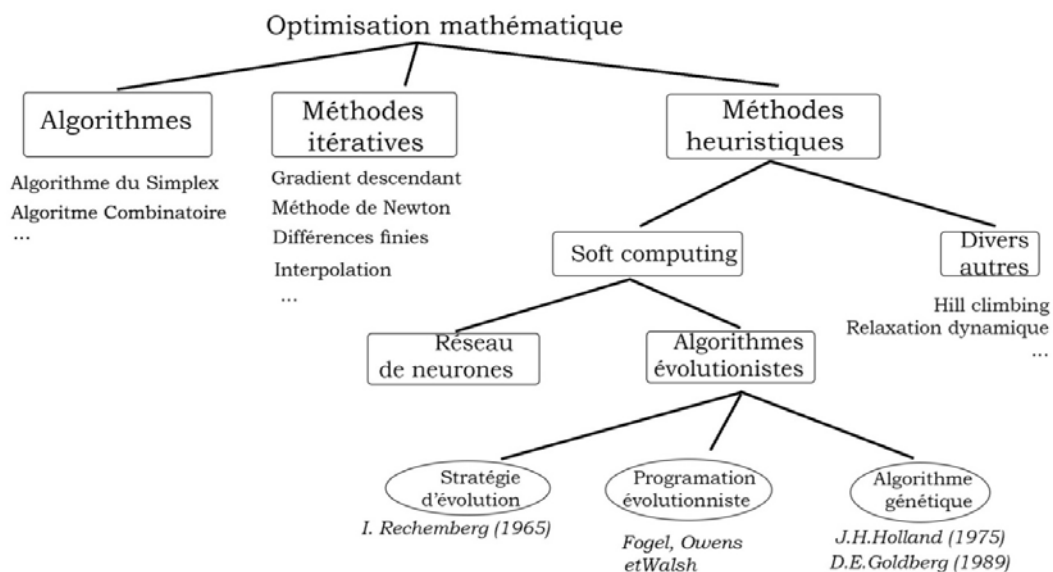 Optimisation mathématique
Algorithmes
Algorithme du Simplex
Algoritme Combinatoire
...
Méthodes
itératives
Gradient descendant
Méthode de Newton
Différences finies
Interpolation
...
Méthodes
heuristiques
Soft computing
Divers
autres
Hill climbing
Relaxation dynamique
...
Réseau
de neurones
Algorithmes
évolutionistes
Stratégie
d'évolution
I. Rechemberg (1965)
Programation
évolutionniste
Fogel, Owens
etWalsh
Algorithme
génétique
J.H.Holland (1975)
D.E.Goldberg (1989)